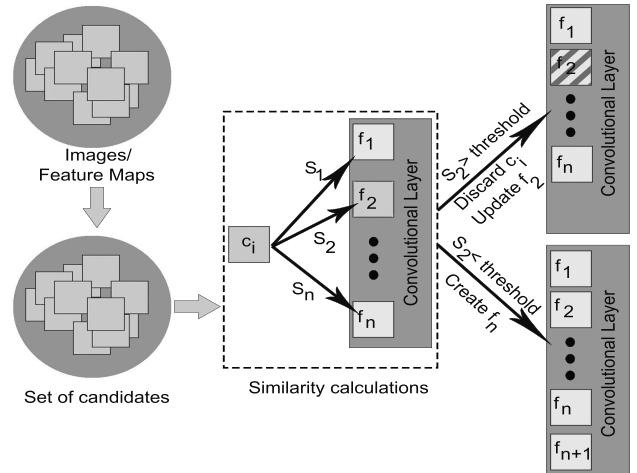 Images/
Feature Maps
Set of candidates
c_i
S_1
S_2
S_n
f_1
f_2
f_n
Convolutional Layer
Similarity calculations
S_2> threshold
Discard c_i
Update f_2
S_2< threshold
Create f_n
f_1
f_2
f_n
Convolutional Layer
f_1
f_2
f_n
f_n+1
Convolutional Layer